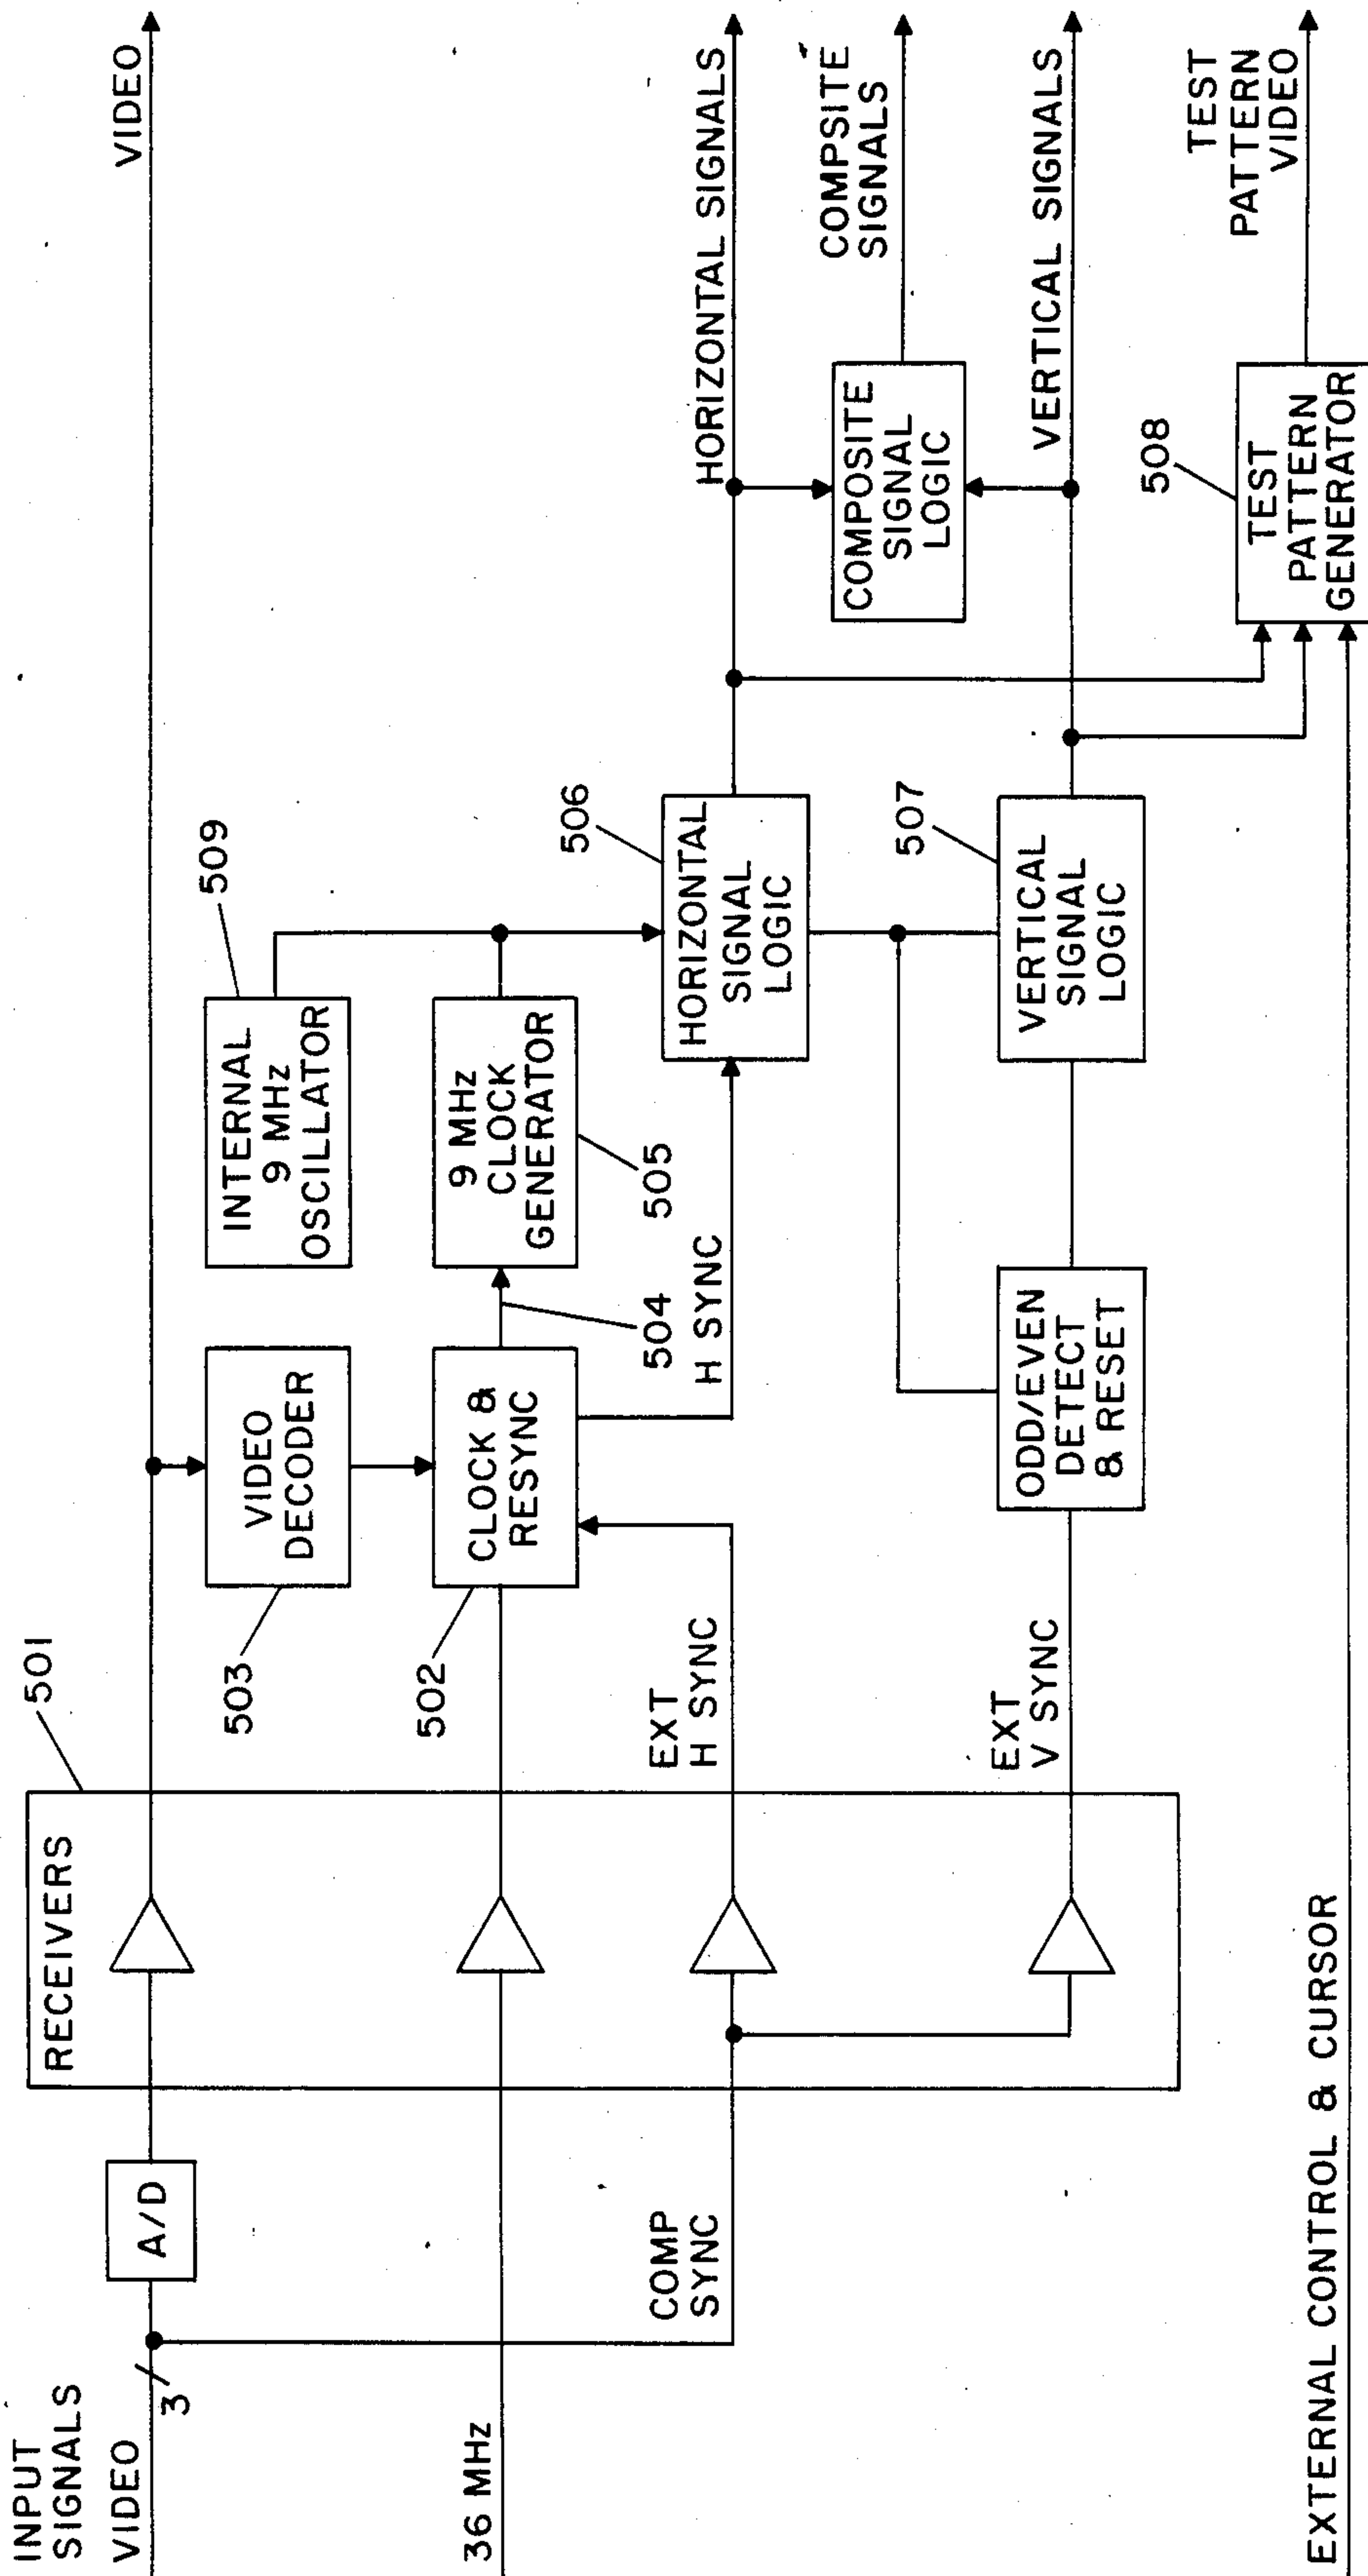 INPUT
SIGNALS
VIDEO
3
36 MHz
EXTERNAL CONTROL & CURSOR
A/D
COMP
SYNC
RECEIVERS
501
EXT
H SYNC
EXT
V SYNC
503
502
VIDEO
DECODER
CLOCK &
RESYNC
504
H SYNC
ODD/EVEN
DETECT
& RESET
INTERNAL
9 MHz
OSCILLATOR
509
9 MHz
CLOCK
GENERATOR
505
HORIZONTAL
SIGNAL
LOGIC
506
VERTICAL
SIGNAL
LOGIC
507
COMPOSITE
SIGNAL
LOGIC
508
TEST
PATTERN
GENERATOR
VIDEO
HORIZONTAL SIGNALS
COMPSITE
SIGNALS
VERTICAL SIGNALS
TEST
PATTERN
VIDEO